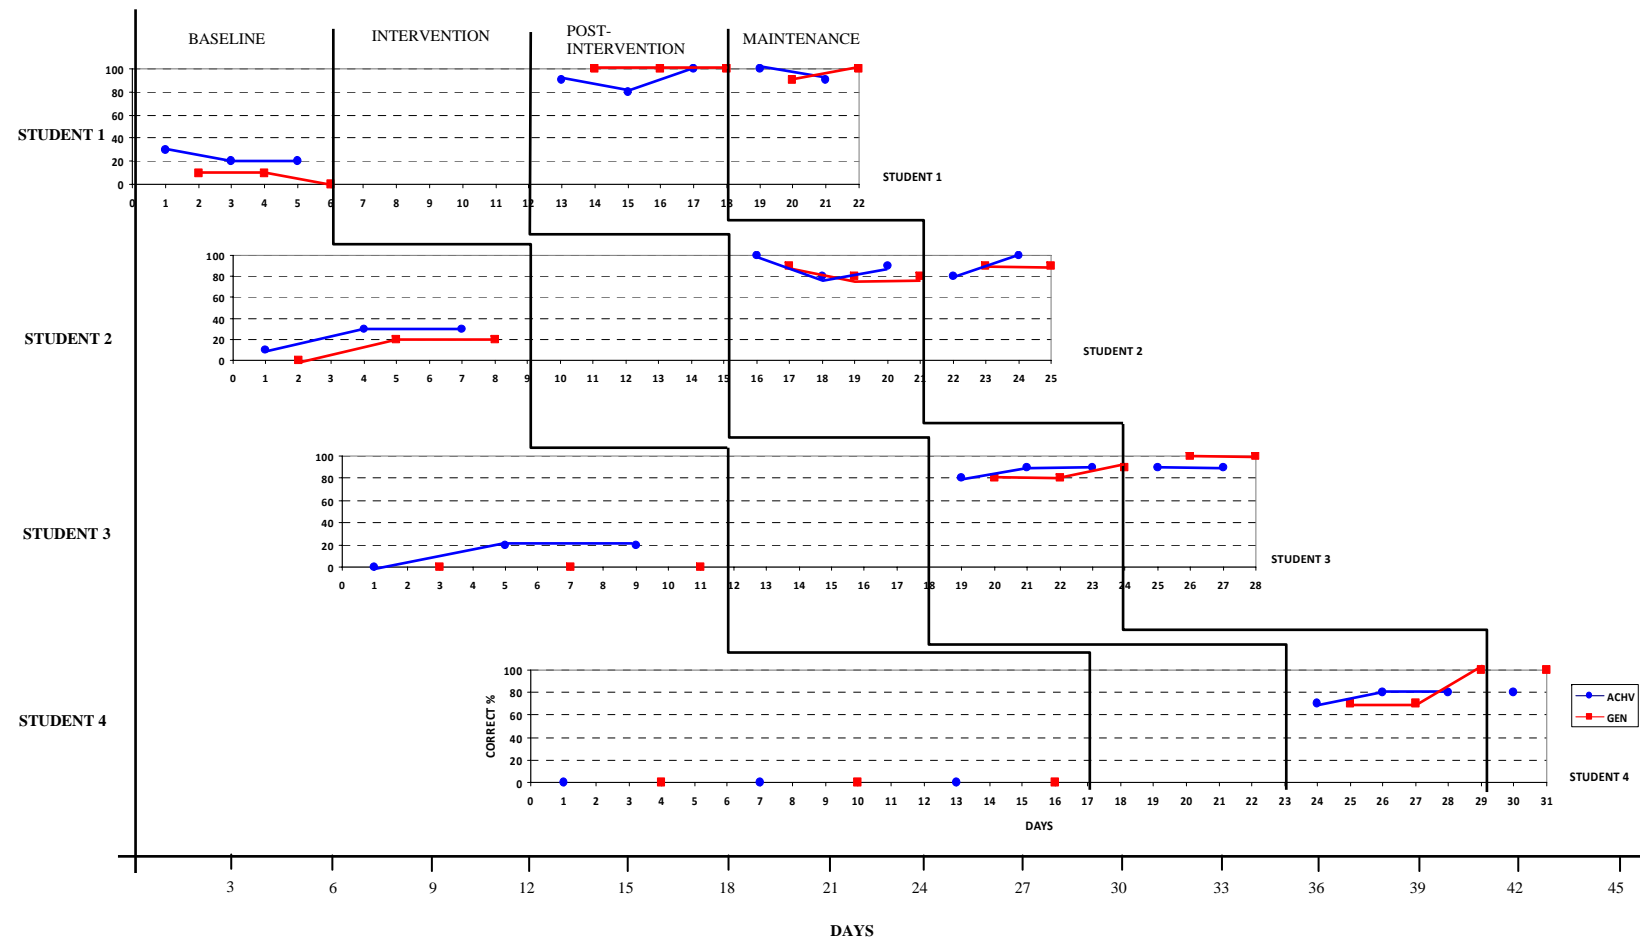 BASELINE INTERVENTION POST-INTERVENTION MAINTENANCE
STUDENT 1
100
80
60
40
20
0
0 1 2 3 4 5 6 7 8 9 10 11 12 13 14 15 16 17 18 19 20 21 22
STUDENT 1
STUDENT 2
100
80
60
40
20
0
0 1 2 3 4 5 6 7 8 9 10 11 12 13 14 15 16 17 18 19 20 21 22 23 24 25
STUDENT 2
STUDENT 3
100
80
60
40
20
0
0 1 2 3 4 5 6 7 8 9 10 11 12 13 14 15 16 17 18 19 20 21 22 23 24 25 26 27 28
STUDENT 3
STUDENT 4
CORRECT %
100
80
60
40
20
0
0 1 2 3 4 5 6 7 8 9 10 11 12 13 14 15 16 17 18 19 20 21 22 23 24 25 26 27 28 29 30 31
DAYS
ACHV
GEN
STUDENT 4
3 6 9 12 15 18 21 24 27 30 33 36 39 42 45
DAYS